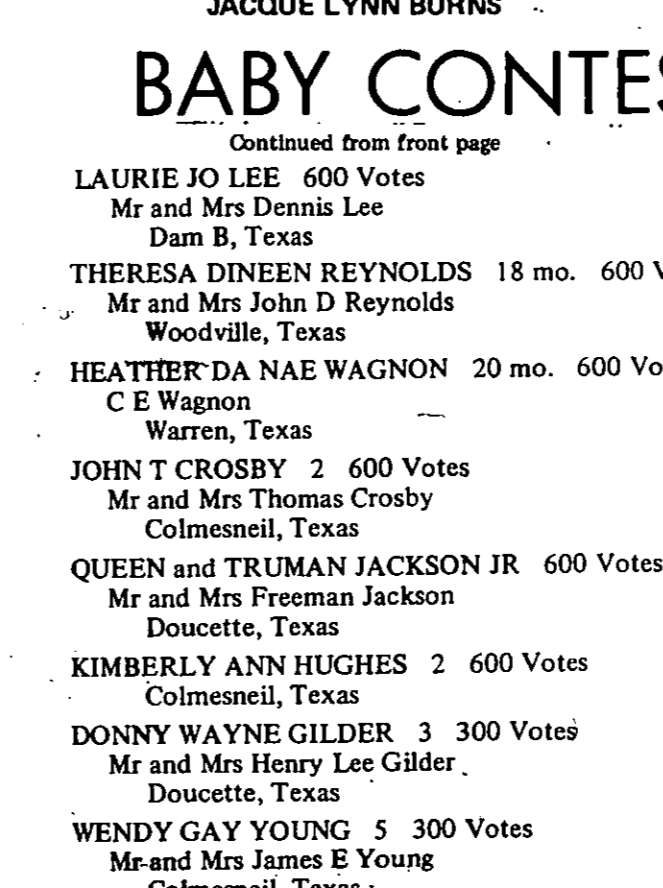 JACQUE LYNN BURNS
BABY CONTES
Continued from front page
LAURIE JO LEE 600 Votes
Mr and Mrs Dennis Lee
Dam B, Texas
THERESA DINEEN REYNOLDS 18 mo. 600 V
Mr and Mrs John D Reynolds
Woodville, Texas
HEATHER DA NAE WAGNON 20 mo. 600 Vo
C E Wagnon
Warren, Texas
JOHN T CROSBY 2 600 Votes
Mr and Mrs Thomas Crosby
Colmesneil, Texas
QUEEN and TRUMAN JACKSON JR 600 Votes
Mr and Mrs Freeman Jackson
Doucette, Texas
KIMBERLY ANN HUGHES 2 600 Votes
Colmesneil, Texas
DONNY WAYNE GILDER 3 300 Votes
Mr and Mrs Henry Lee Gilder
Doucette, Texas
WENDY GAY YOUNG 5 300 Votes
Mr and Mrs James E Young
Colmesneil, Texas